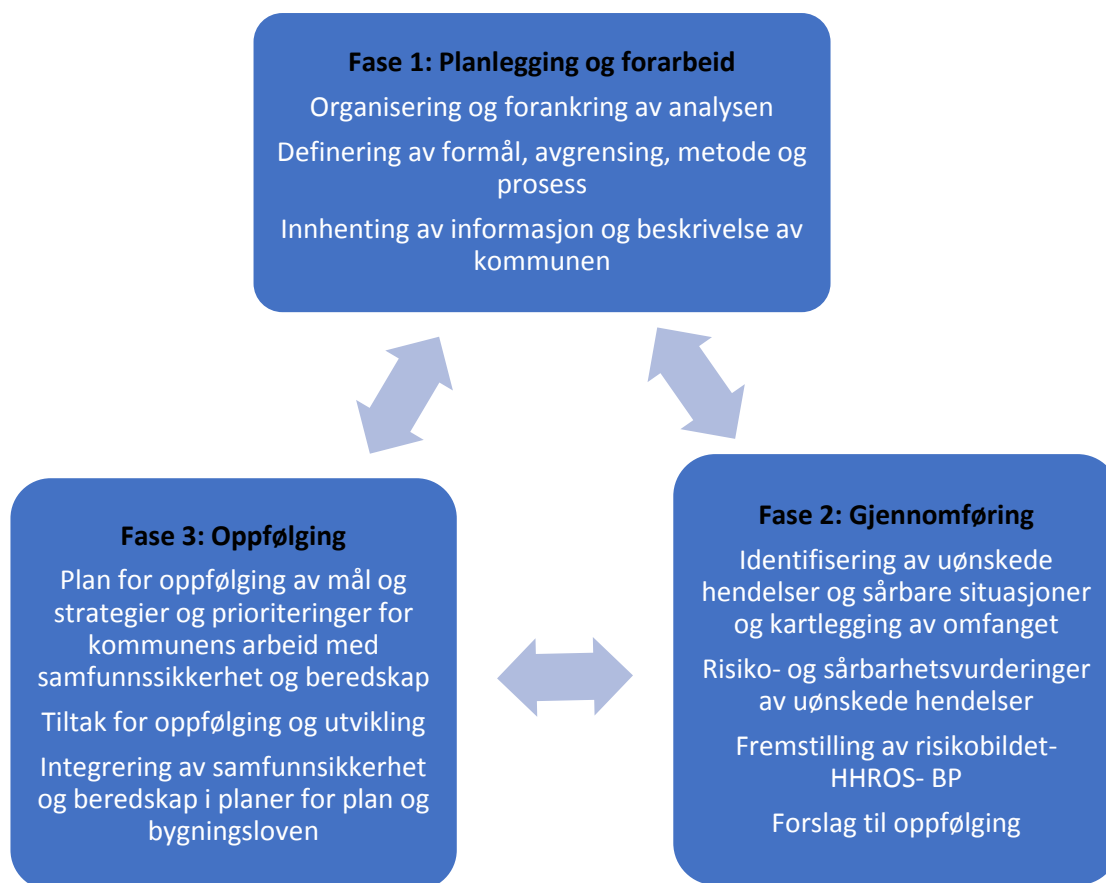 Fase 1: Planlegging og forarbeid
Organisering og forankring av analysen
Definering av formål, avgrensing, metode og
prosess
Innhenting av informasjon og beskrivelse av
kommunen
Fase 2: Gjennomføring
Identifisering av uønskede
hendelser og sårbare situasjoner
og kartlegging av omfanget
Risiko- og sårbarhetsvurderinger
av uønskede hendelser
Fremstilling av risikobildet-
HHROS- BP
Forslag til oppfølging
Fase 3: Oppfølging
Plan for oppfølging av mål og
strategier og prioriteringer for
kommunens arbeid med
samfunnssikkerhet og beredskap
Tiltak for oppfølging og utvikling
Integrering av samfunnsikkerhet
og beredskap i planer for plan og
bygningsloven